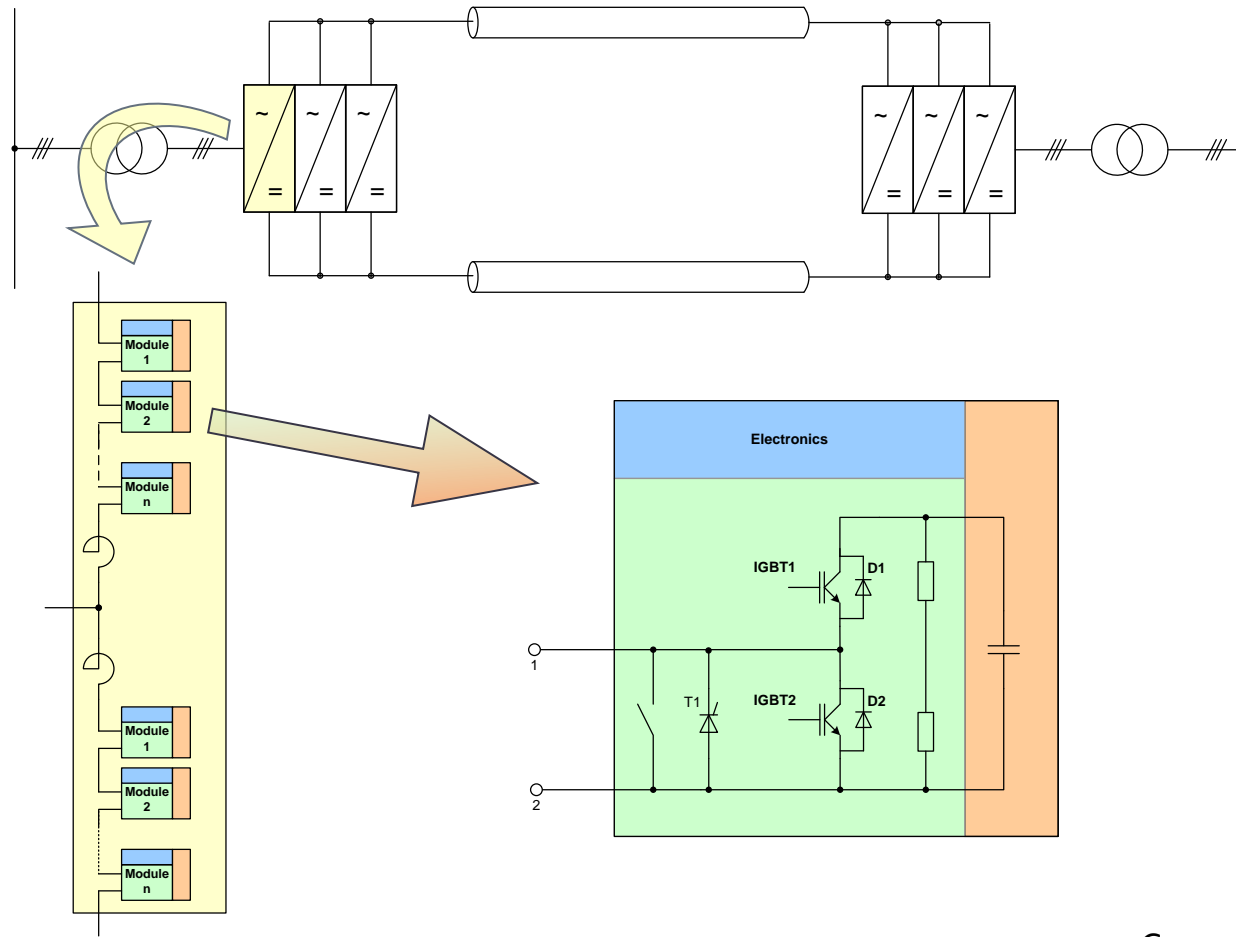 ~ ~ ~
= = =
~ ~ ~
= = =
Module
1
Module
2
Module
n
Module
1
Module
2
Module
n
Electronics
IGBT1
D1
1
T1
IGBT2
D2
2